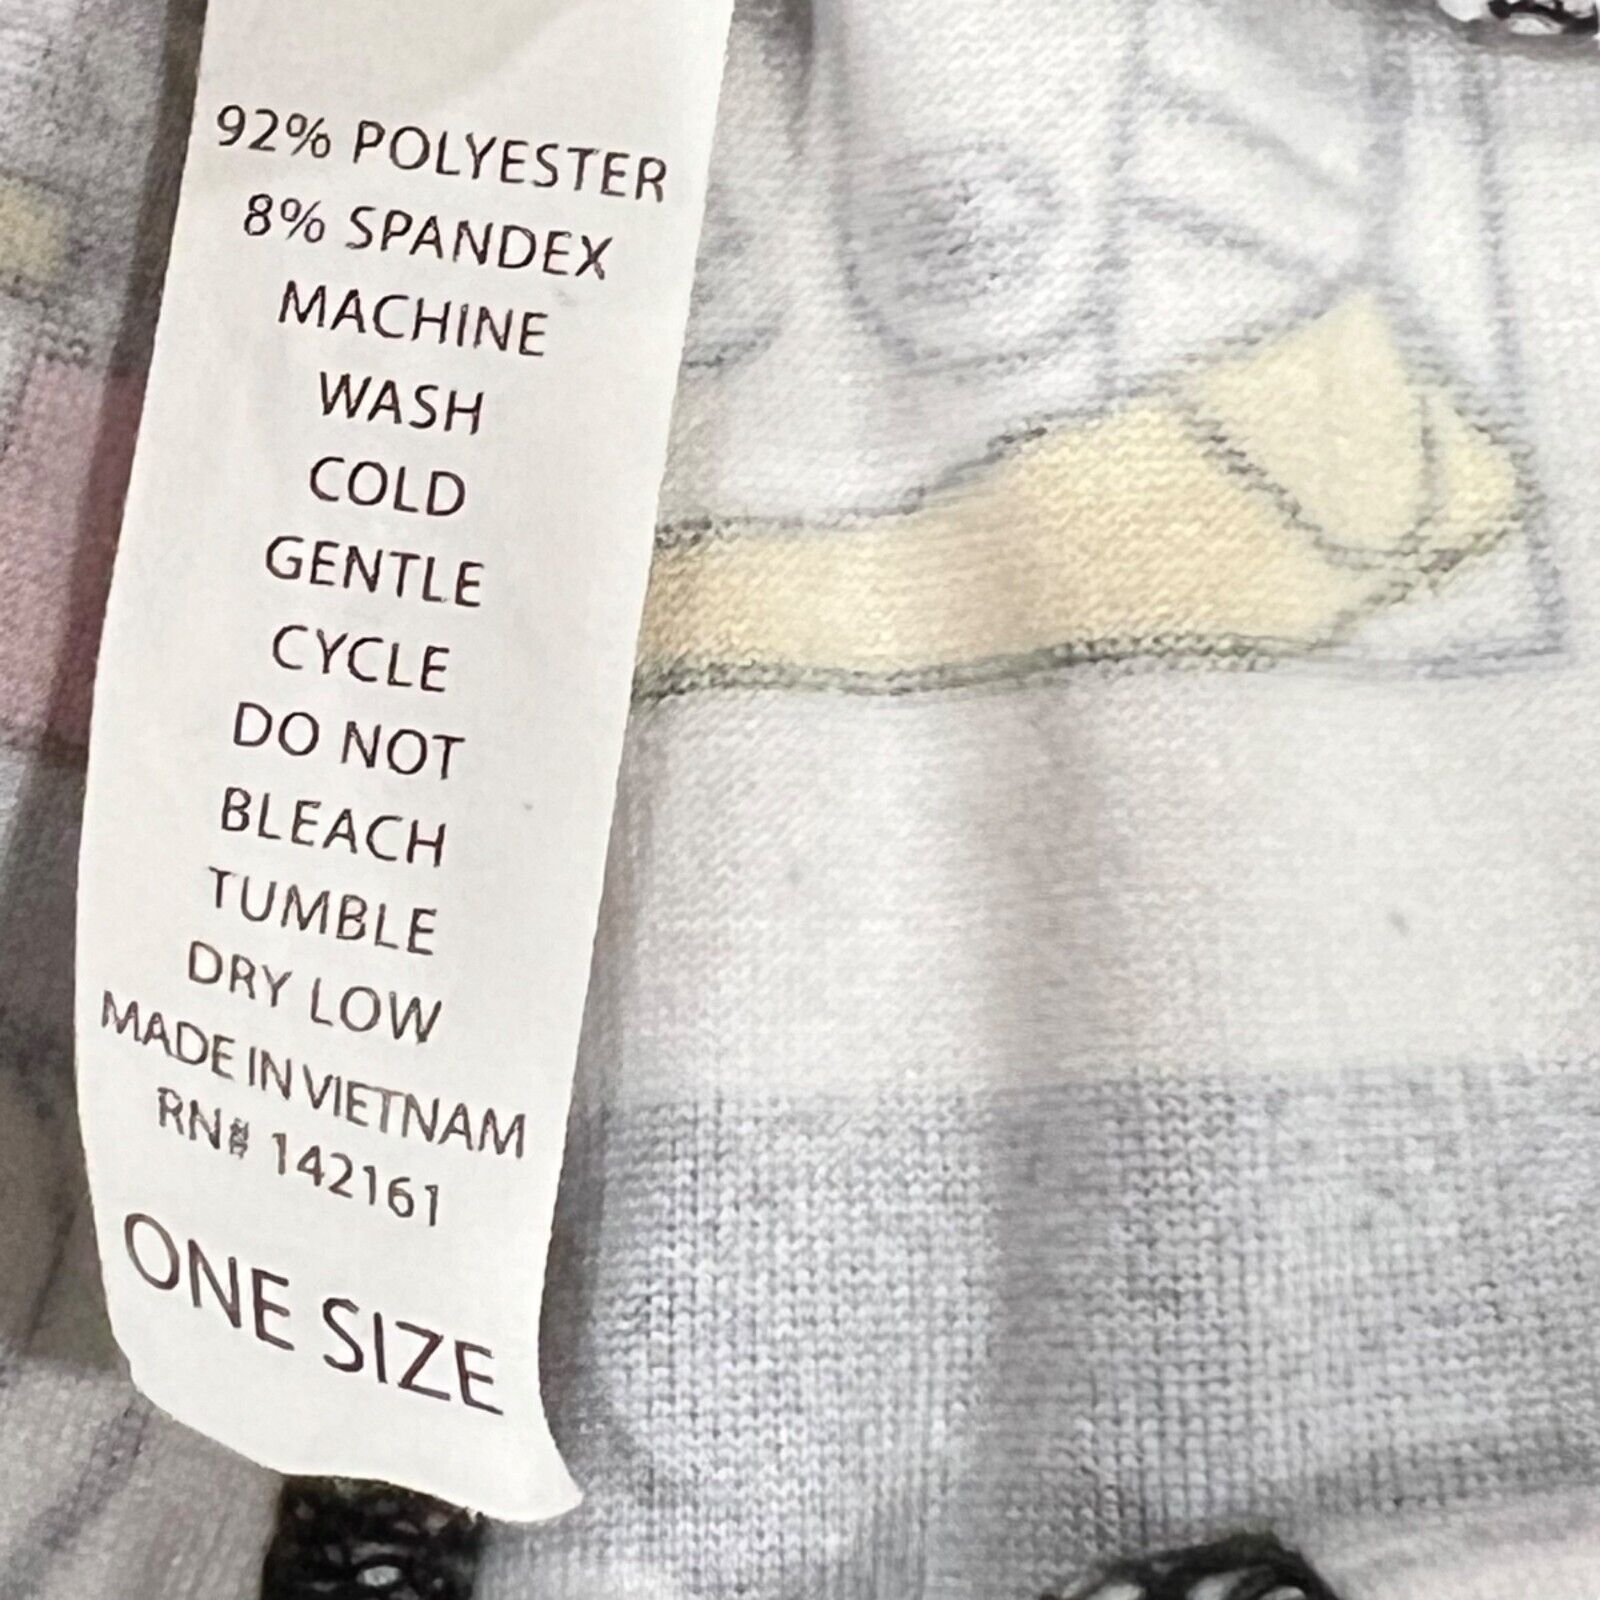 92% POLYESTER
8% SPANDEX
MACHINE
WASH
COLD
GENTLE
CYCLE
DO NOT
BLEACH
TUMBLE
DRY LOW
MADE IN VIETNAM
RN# 142161
ONE SIZE